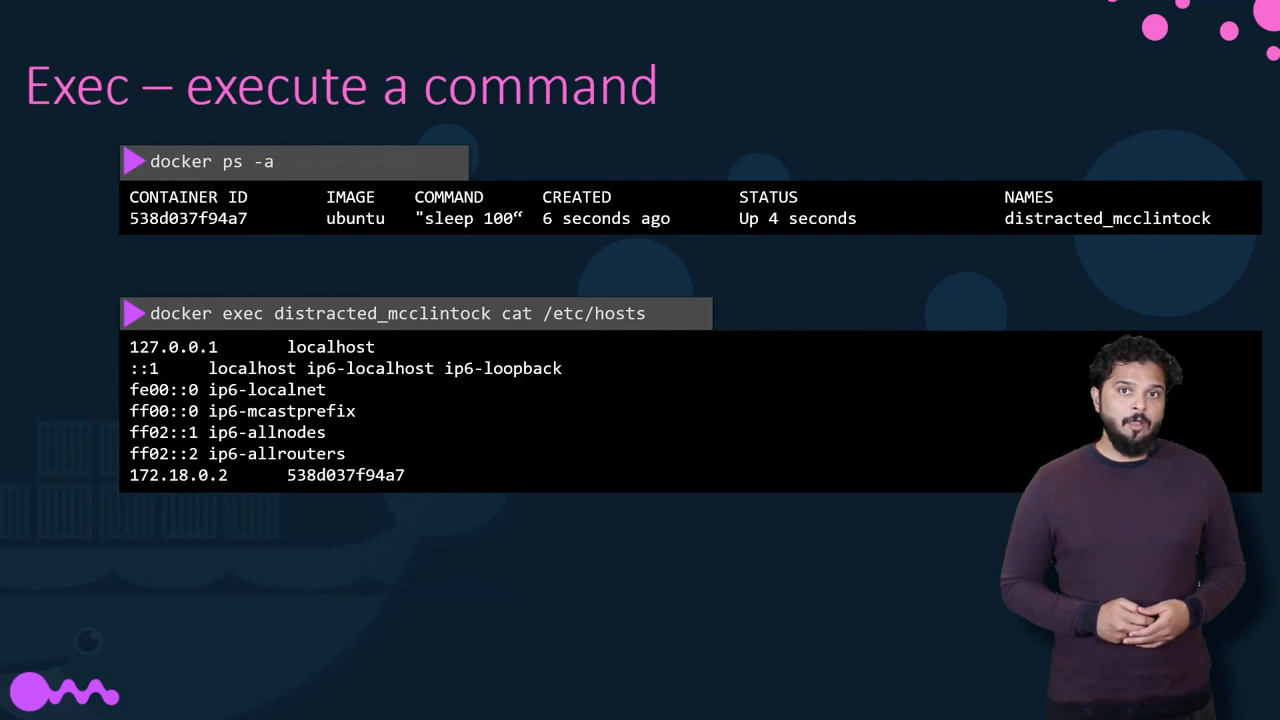 Exec – execute a command
docker ps -a
CONTAINER ID IMAGE COMMAND CREATED STATUS NAMES
538d037f94a7 ubuntu "sleep 100“ 6 seconds ago Up 4 seconds distracted_mcclintock
docker exec distracted_mcclintock cat /etc/hosts
127.0.0.1 localhost
::1 localhost ip6-localhost ip6-loopback
fe00::0 ip6-localnet
ff00::0 ip6-mcastprefix
ff02::1 ip6-allnodes
ff02::2 ip6-allrouters
172.18.0.2 538d037f94a7